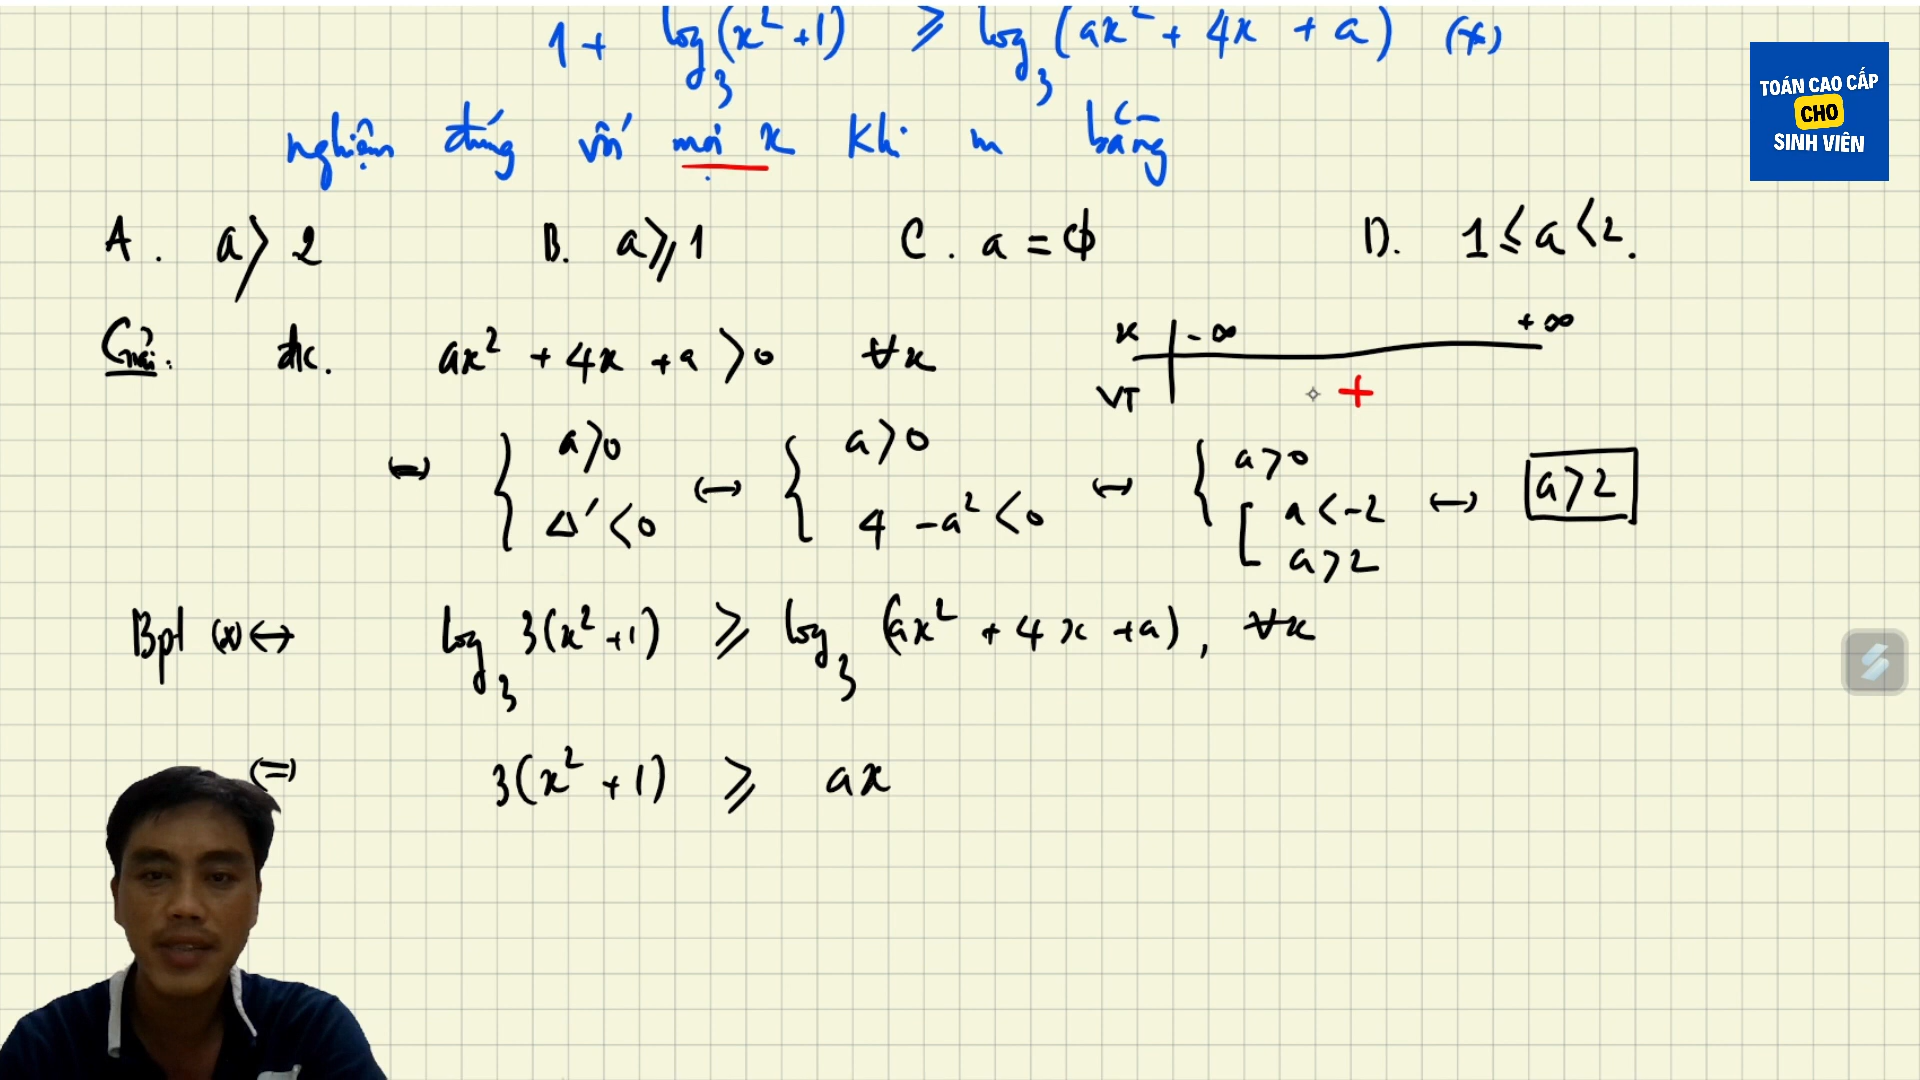 1 + log₃(x² + 1) ⩾ log₃(ax² + 4x + a) (*)
nghiệm đúng với mọi x khi m bằng
A. a > 2 B. a ⩾ 1 C. a = ϕ D. 1 ≤ a < 2.
Giải: đk. ax² + 4x + a > 0 ∀x
x | -∞ +∞
VT | +
↔ { a > 0 ; Δ' < 0 ↔ { a > 0 ; 4 - a² < 0 ↔ { a > 0 ; [ a < -2 ; a > 2 ↔ a > 2
Bpt (*) ↔ log₃ 3(x² + 1) ⩾ log₃ (ax² + 4x + a), ∀x
⇔ 3(x² + 1) ⩾ ax
TOÁN CAO CẤP
CHO
SINH VIÊN